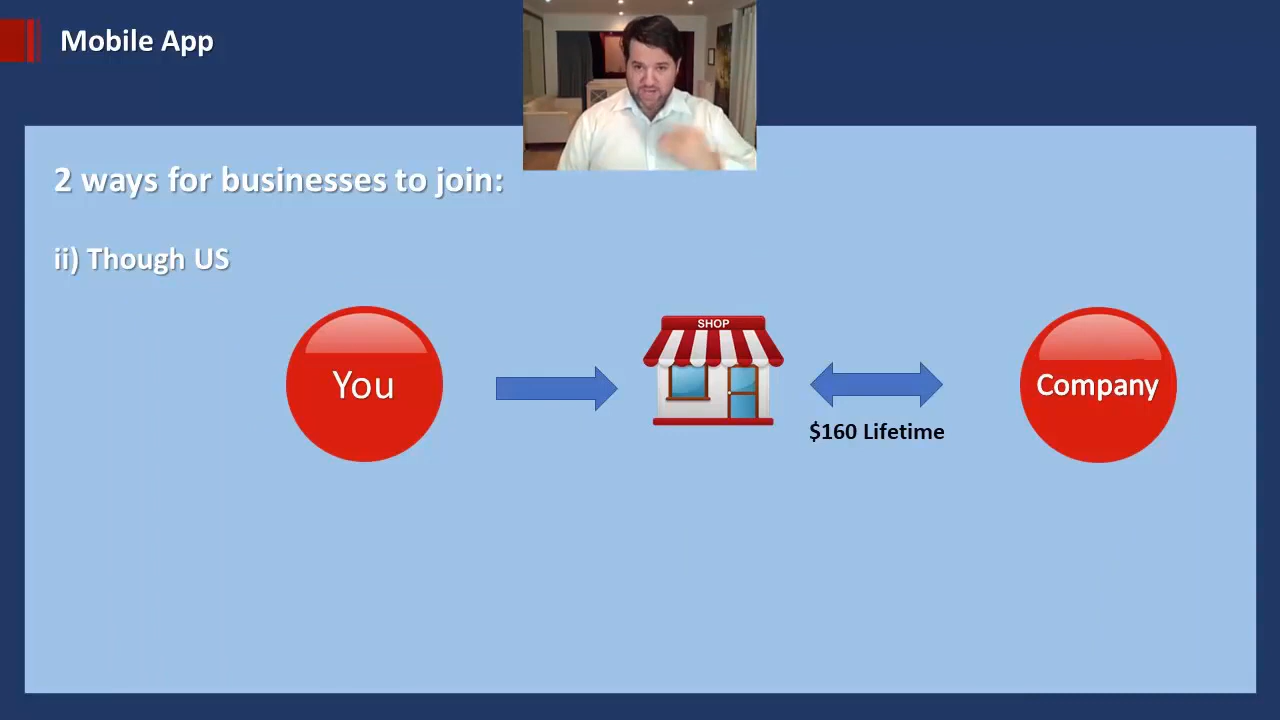 Mobile App
2 ways for businesses to join:
ii) Though US
SHOP
You
Company
$160 Lifetime